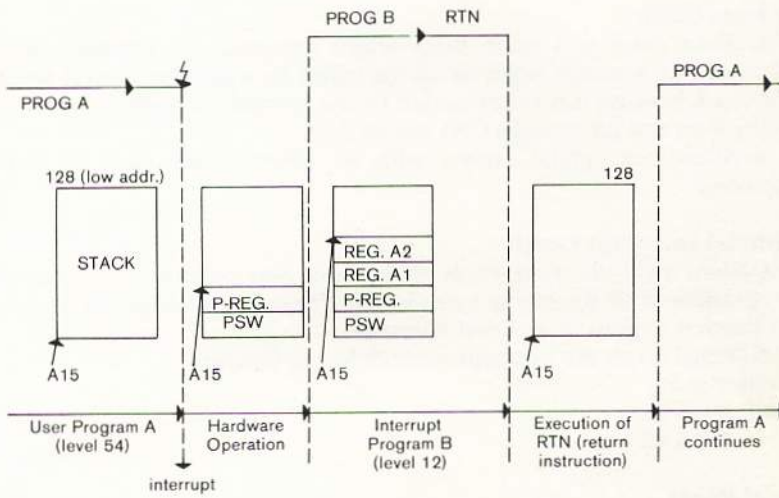 PROG B RTN
PROG A
PROG A
128 (low addr.)
STACK
A15
P-REG.
PSW
A15
REG. A2
REG. A1
P-REG.
PSW
A15
128
A15
User Program A
(level 54)
Hardware
Operation
Interrupt
Program B
(level 12)
Execution of
RTN (return
instruction)
Program A
continues
interrupt